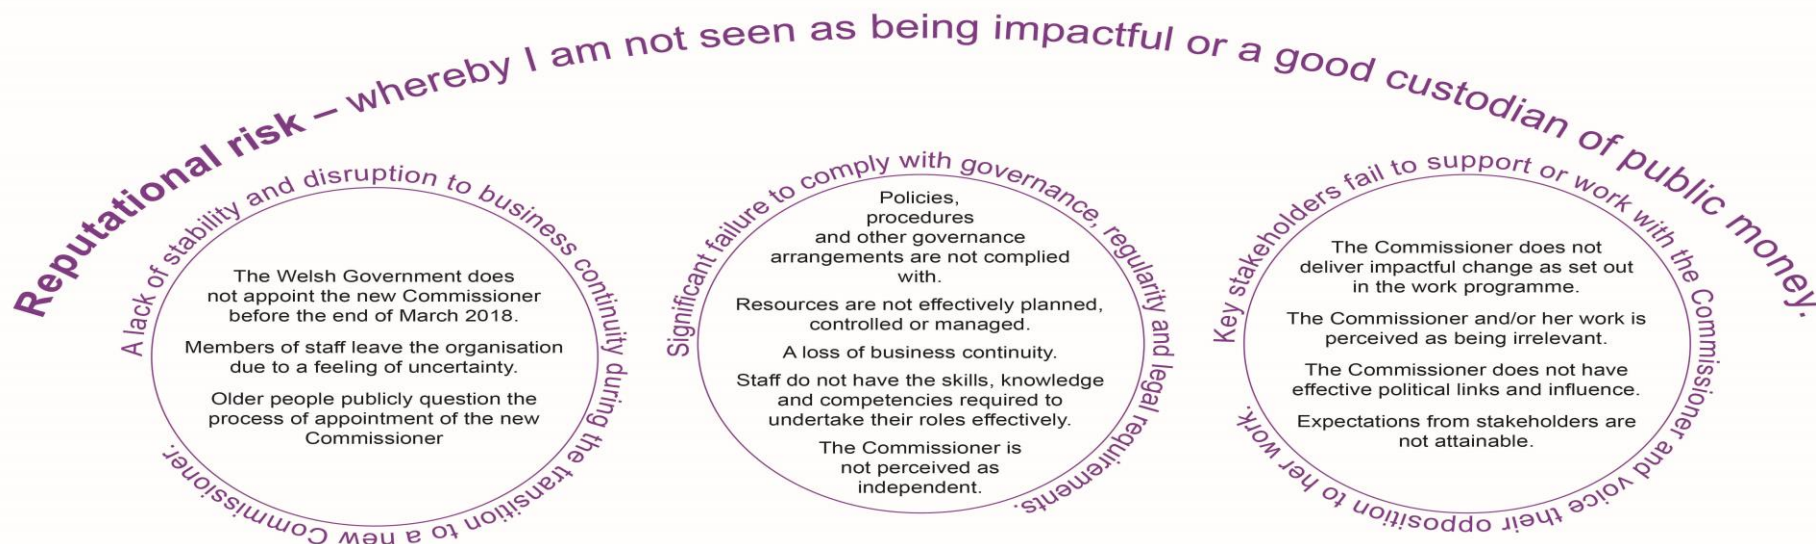 Reputational risk – whereby I am not seen as being impactful or a good custodian of public money.
A lack of stability and disruption to business continuity during the transition to a new Commissioner.
The Welsh Government does
not appoint the new Commissioner
before the end of March 2018.
Members of staff leave the organisation
due to a feeling of uncertainty.
Older people publicly question the
process of appointment of the new
Commissioner
Significant failure to comply with governance, regularity and legal requirements.
Policies,
procedures
and other governance
arrangements are not complied
with.
Resources are not effectively planned,
controlled or managed.
A loss of business continuity.
Staff do not have the skills, knowledge
and competencies required to
undertake their roles effectively.
The Commissioner is
not perceived as
independent.
Key stakeholders fail to support or work with the Commissioner and voice their opposition to her work.
The Commissioner does not
deliver impactful change as set out
in the work programme.
The Commissioner and/or her work is
perceived as being irrelevant.
The Commissioner does not have
effective political links and influence.
Expectations from stakeholders are
not attainable.